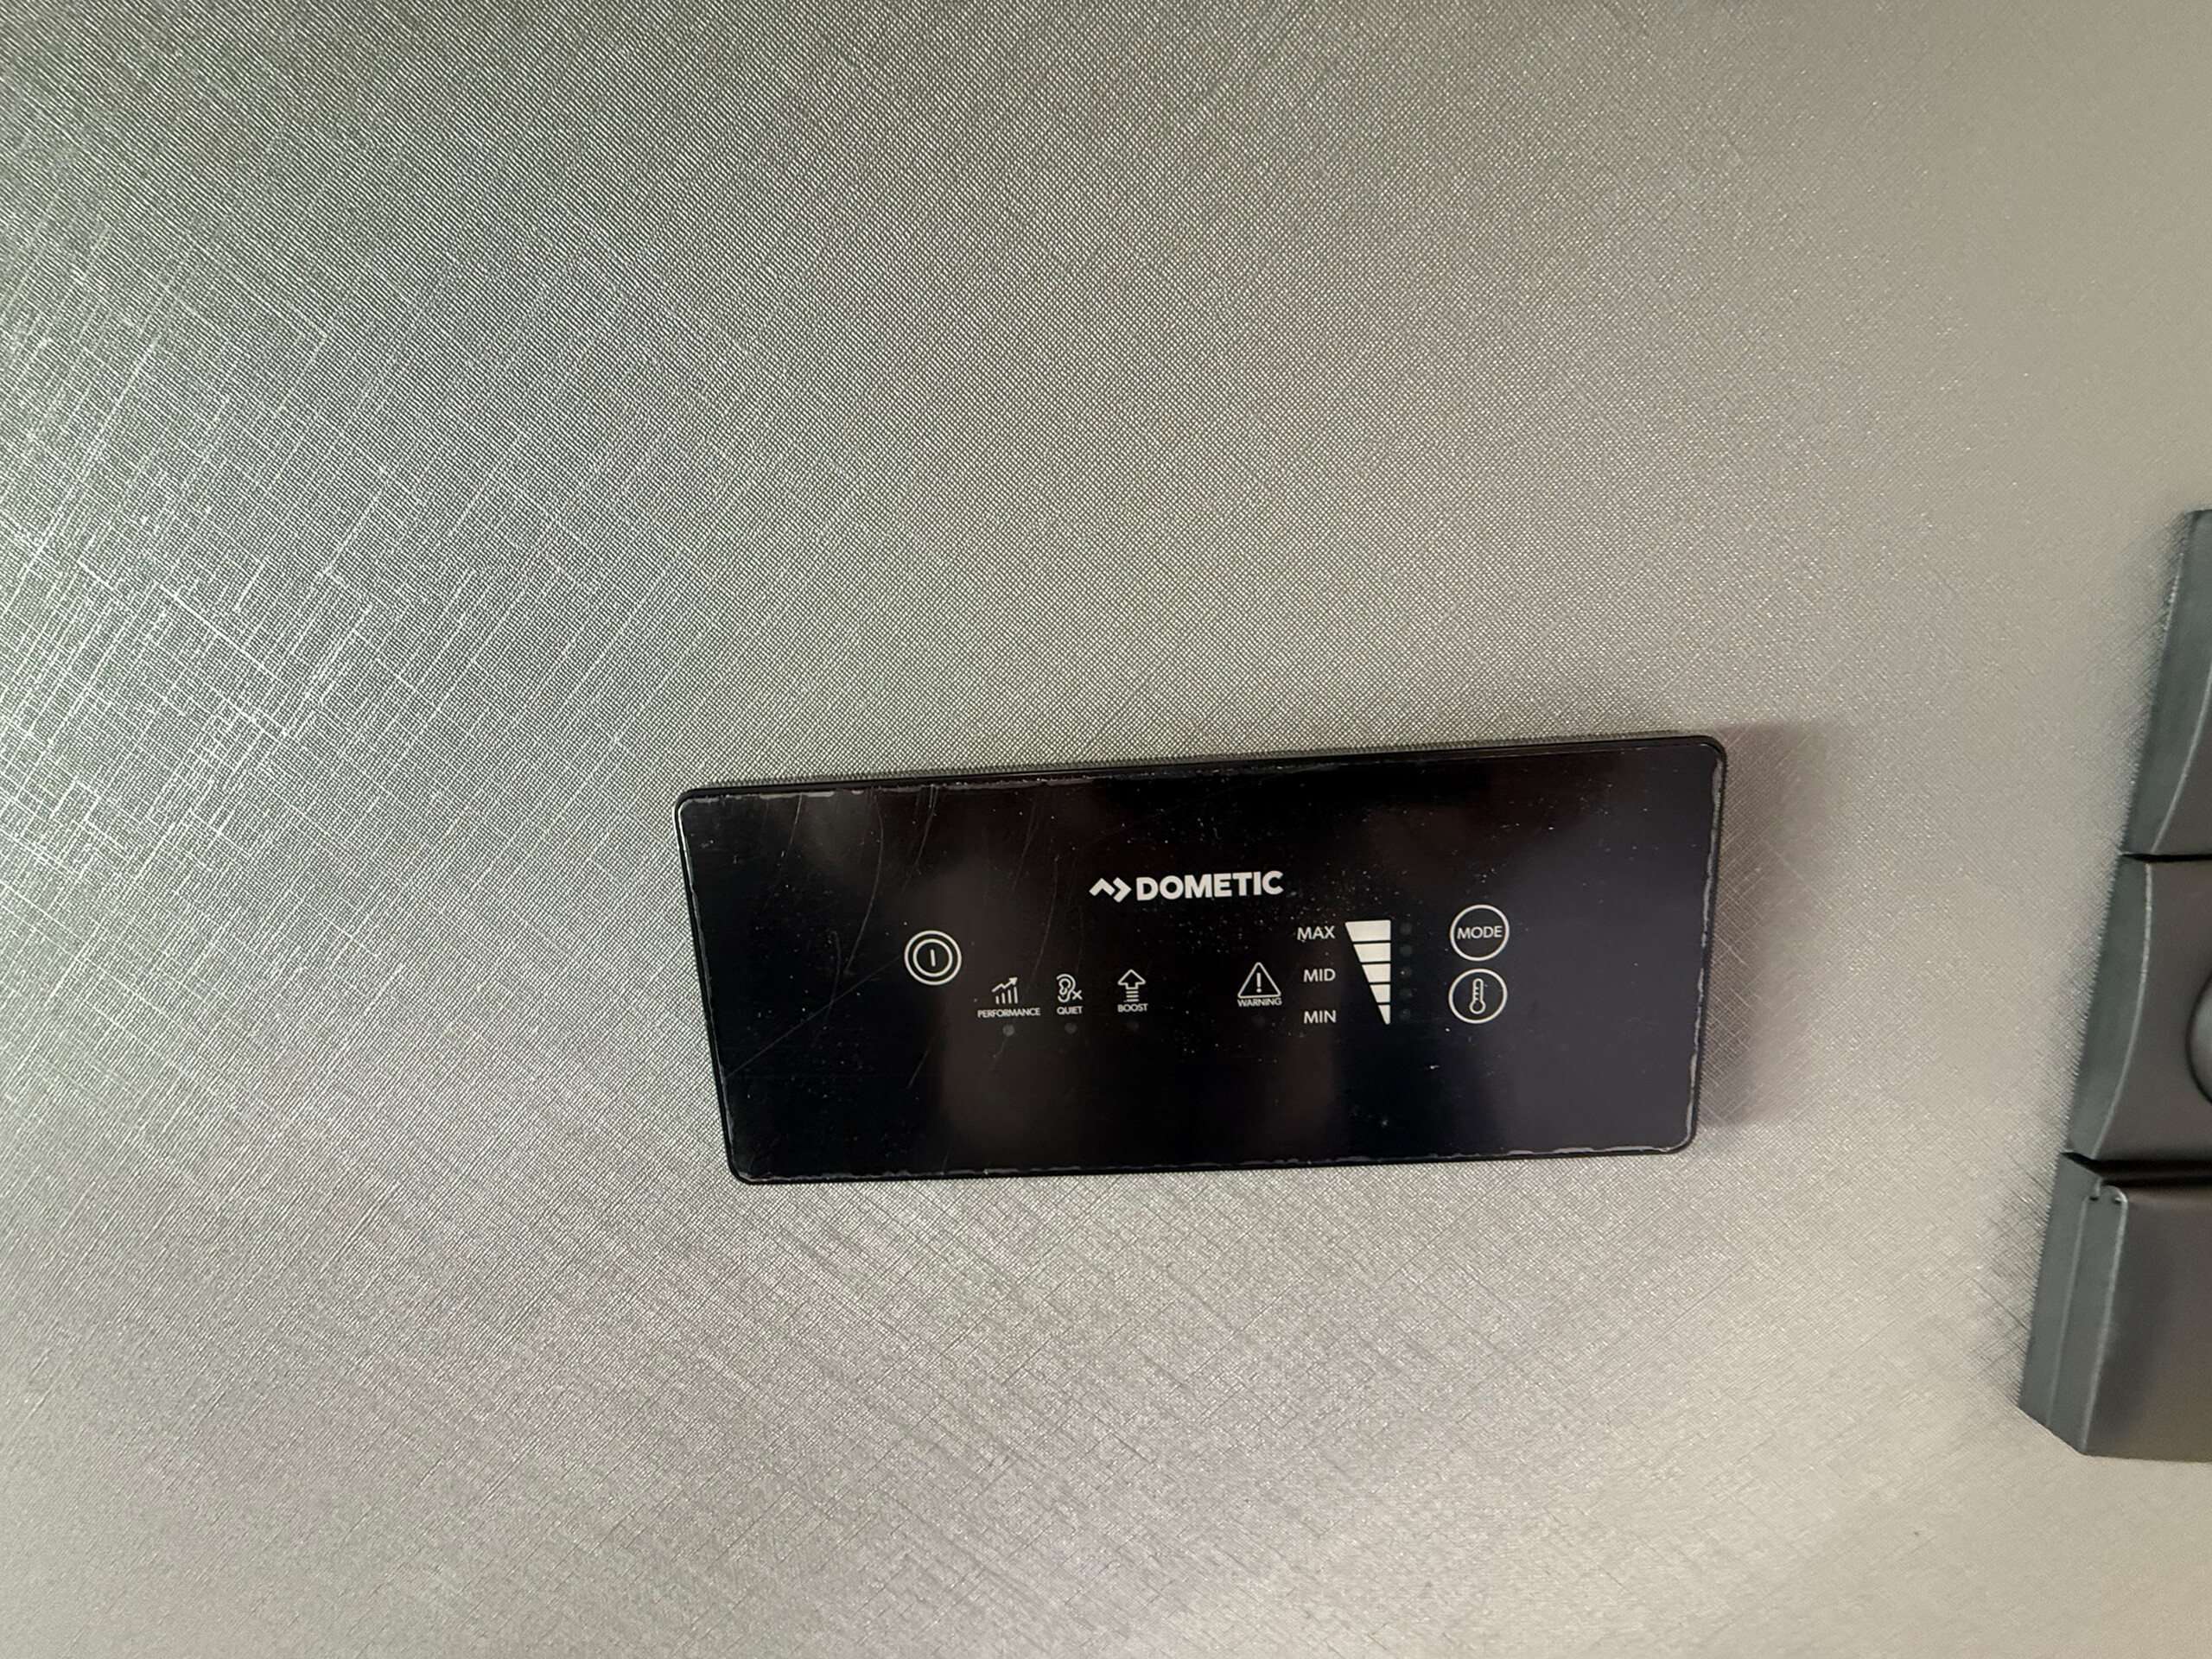 DOMETIC
MAX
MODE
MID
PERFORMANCE
QUIET
BOOST
WARNING
MIN